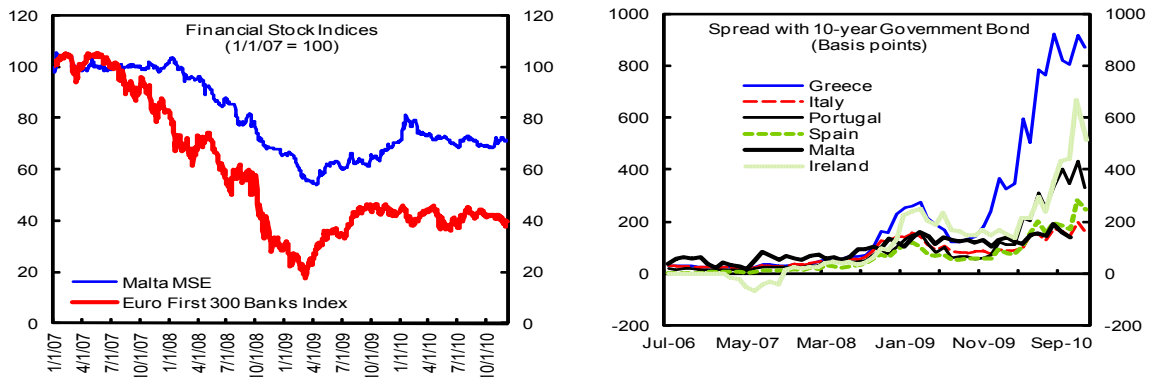 Financial Stock Indices
(1/1/07 = 100)
120
100
80
60
40
20
0
120
100
80
60
40
20
0
Malta MSE
Euro First 300 Banks Index
1/1/07
4/1/07
7/1/07
10/1/07
1/1/08
4/1/08
7/1/08
10/1/08
1/1/09
4/1/09
7/1/09
10/1/09
1/1/10
4/1/10
7/1/10
10/1/10
Spread with 10-year Government Bond
(Basis points)
1000
800
600
400
200
0
-200
1000
800
600
400
200
0
-200
Greece
Italy
Portugal
Spain
Malta
Ireland
Jul-06
May-07
Mar-08
Jan-09
Nov-09
Sep-10